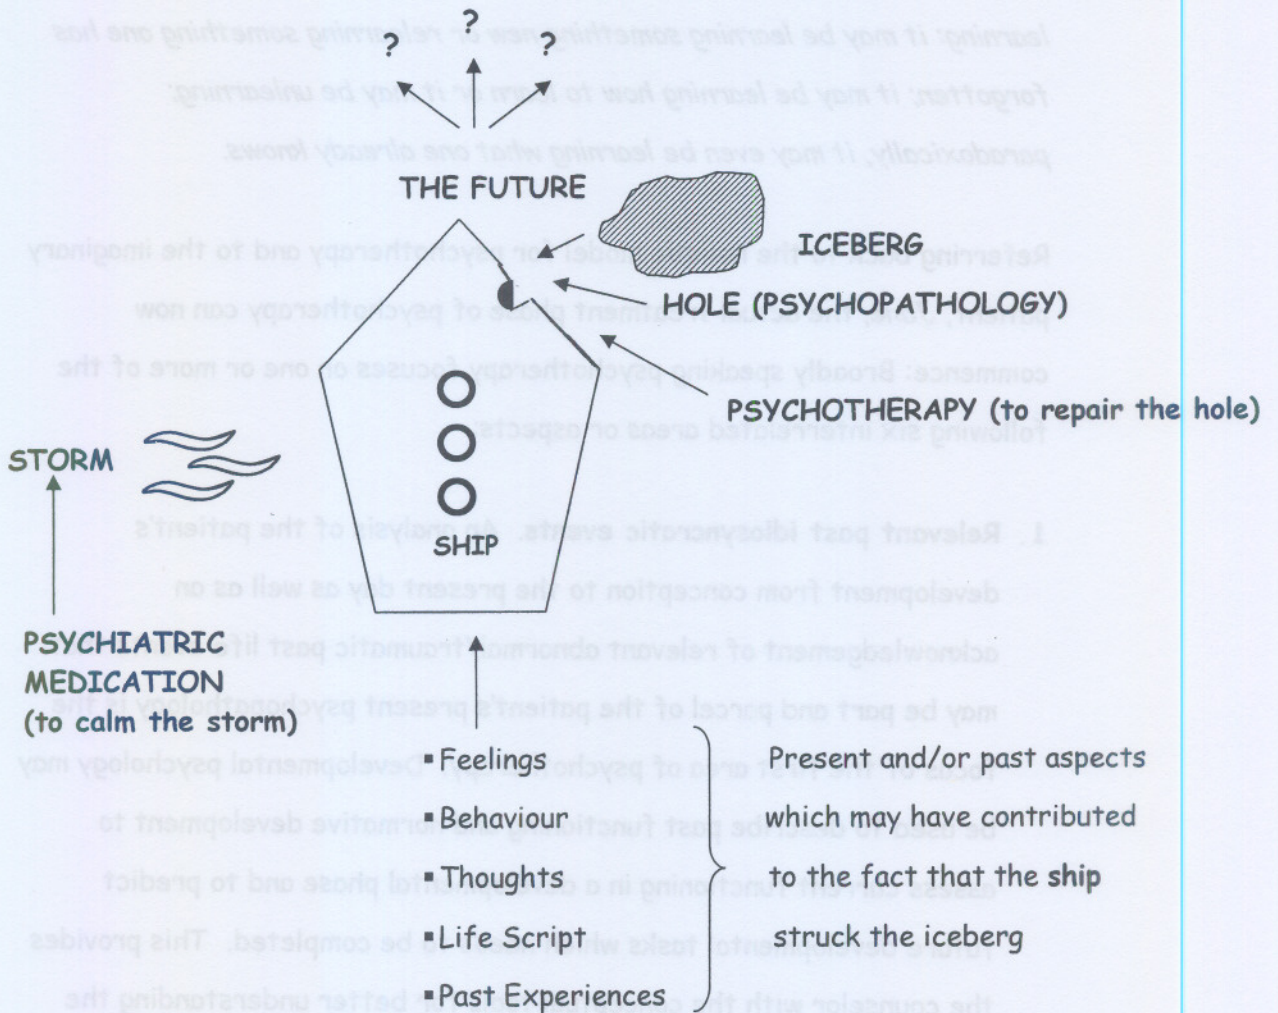 ?
? ?
THE FUTURE
ICEBERG
HOLE (PSYCHOPATHOLOGY)
PSYCHOTHERAPY (to repair the hole)
STORM
SHIP
PSYCHIATRIC
MEDICATION
(to calm the storm)
▪ Feelings
▪ Behaviour
▪ Thoughts
▪ Life Script
▪ Past Experiences
Present and/or past aspects
which may have contributed
to the fact that the ship
struck the iceberg